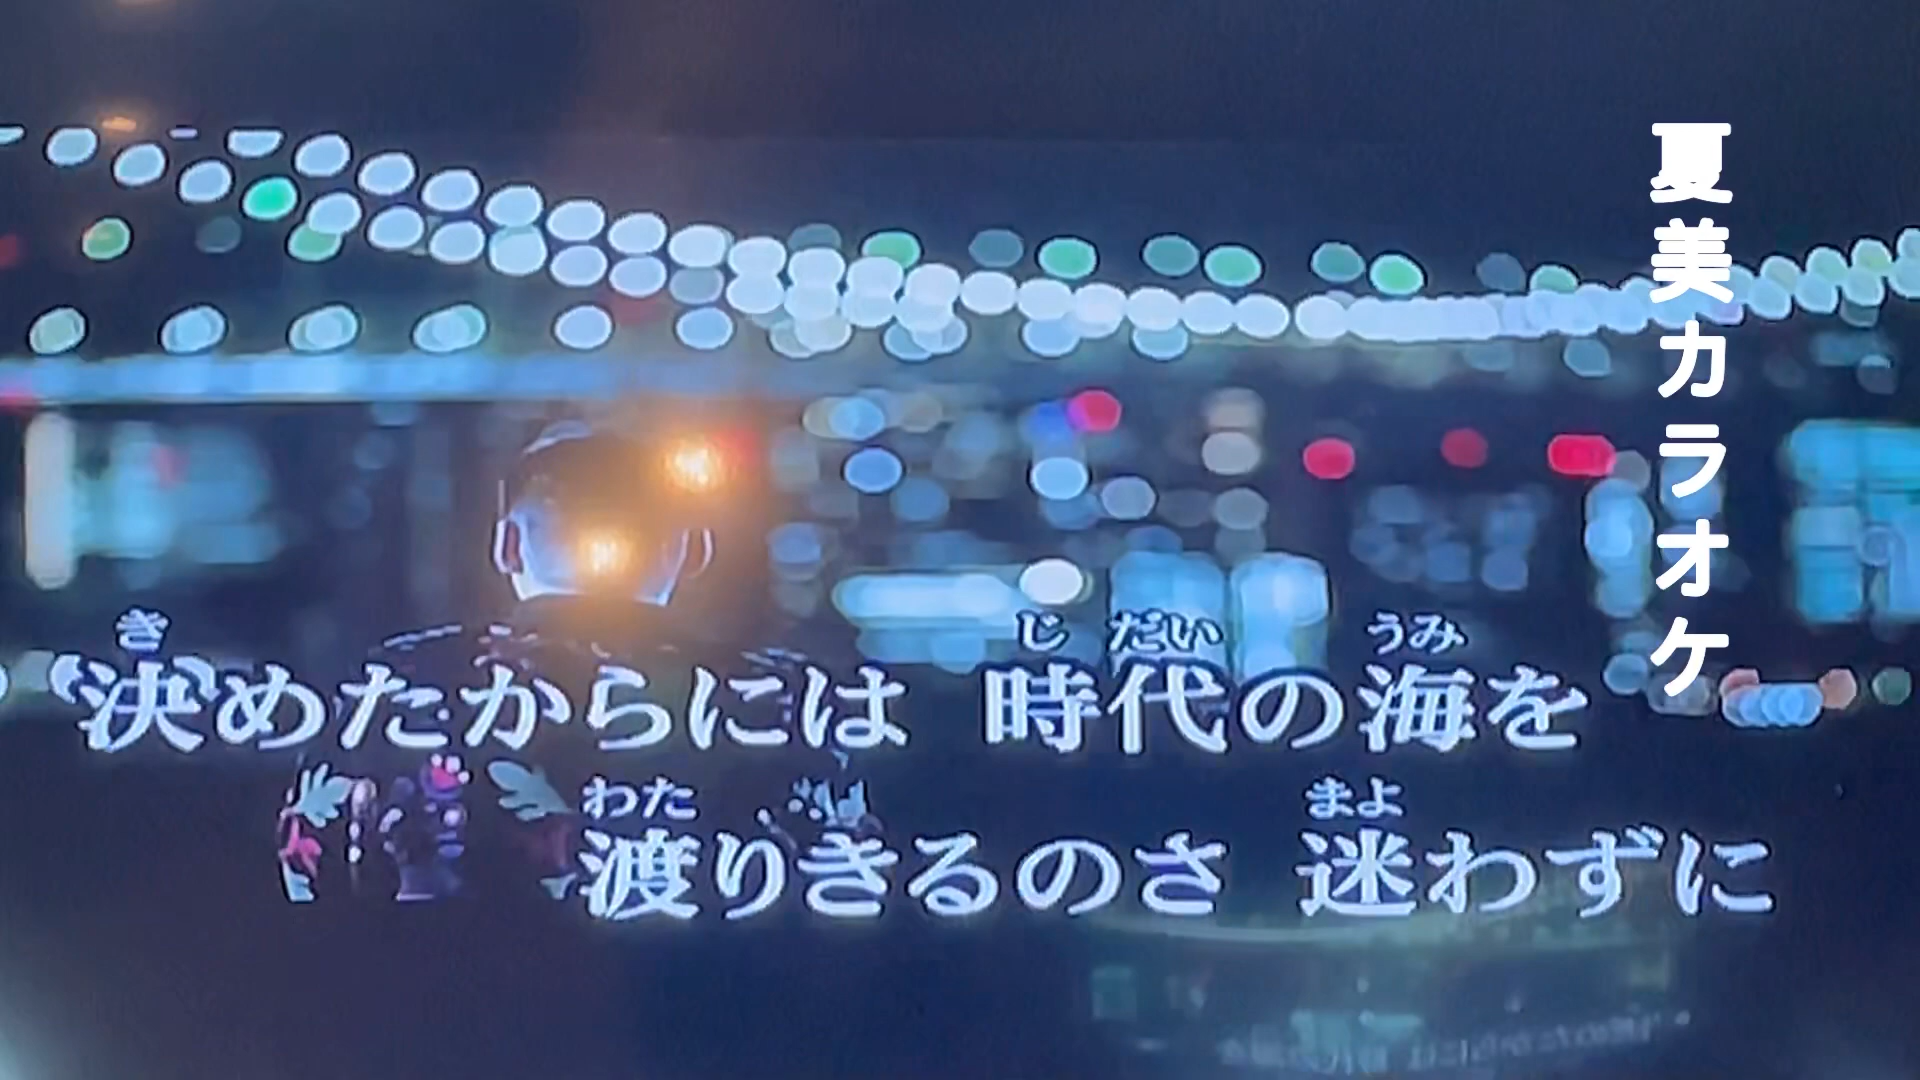 夏美カラオケ
き
決めたからには 時代の海を
じ だい うみ
わた まよ
渡りきるのさ 迷わずに